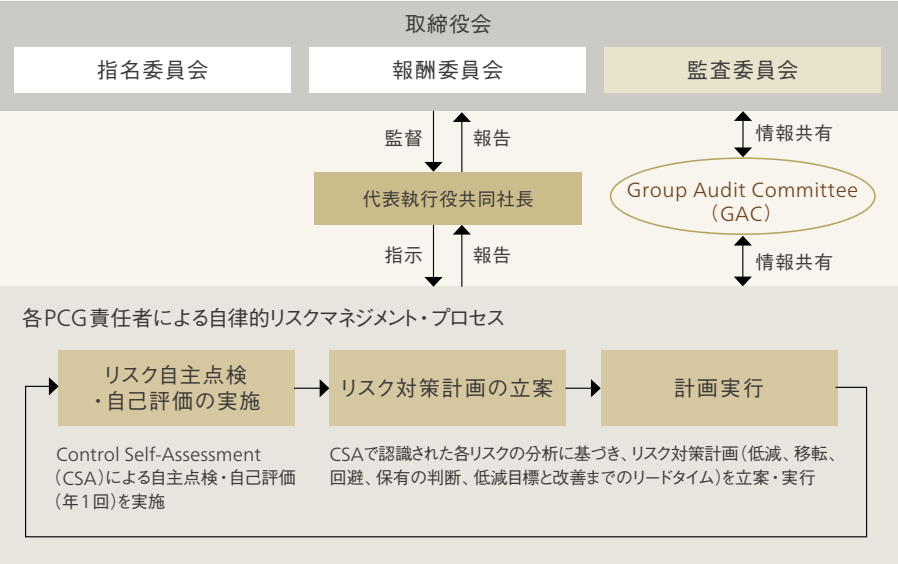 取締役会
指名委員会
報酬委員会
監査委員会
監督
報告
情報共有
代表執行役共同社長
Group Audit Committee
（GAC）
指示
報告
情報共有
各PCG責任者による自律的リスクマネジメント・プロセス
リスク自主点検
・自己評価の実施
リスク対策計画の立案
計画実行
Control Self-Assessment
（CSA）による自主点検・自己評価
（年1回）を実施
CSAで認識された各リスクの分析に基づき、リスク対策計画（低減、移転、
回避、保有の判断、低減目標と改善までのリードタイム）を立案・実行